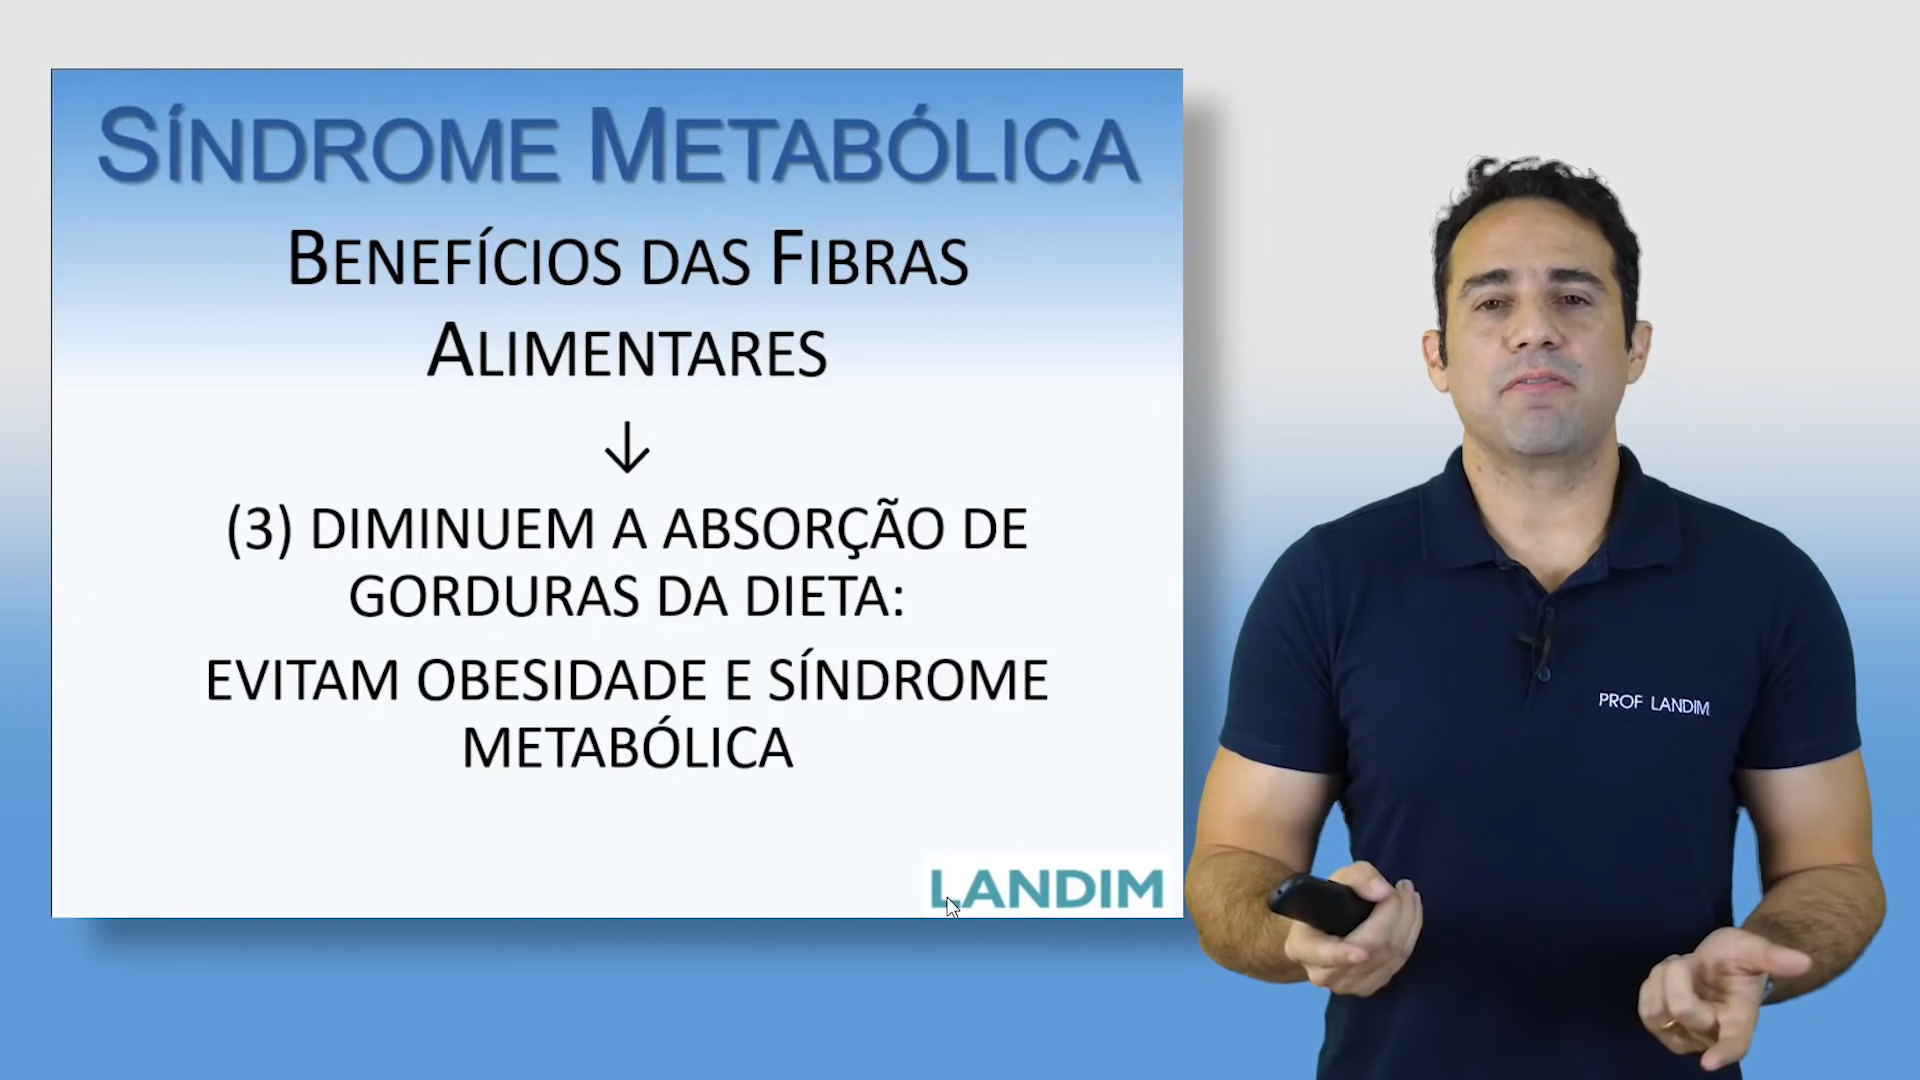 SÍNDROME METABÓLICA
BENEFÍCIOS DAS FIBRAS
ALIMENTARES
↓
(3) DIMINUEM A ABSORÇÃO DE
GORDURAS DA DIETA:
EVITAM OBESIDADE E SÍNDROME
METABÓLICA
LANDIM
PROF LANDIM